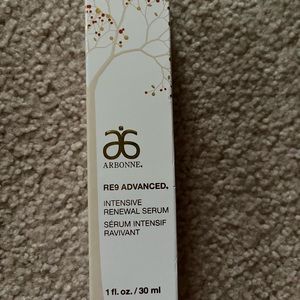 ARBONNE®
RE9 ADVANCED®
INTENSIVE
RENEWAL SERUM
SÉRUM INTENSIF
RAVIVANT
1 fl. oz. / 30 ml